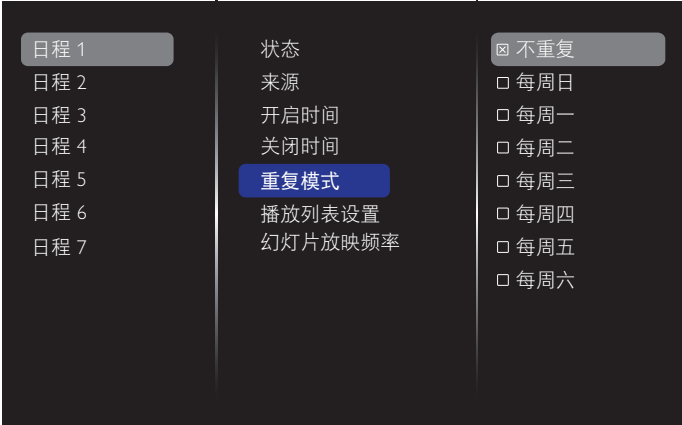 日程 1
日程 2
日程 3
日程 4
日程 5
日程 6
日程 7
状态
来源
开启时间
关闭时间
重复模式
播放列表设置
幻灯片放映频率
不重复
每周日
每周一
每周二
每周三
每周四
每周五
每周六